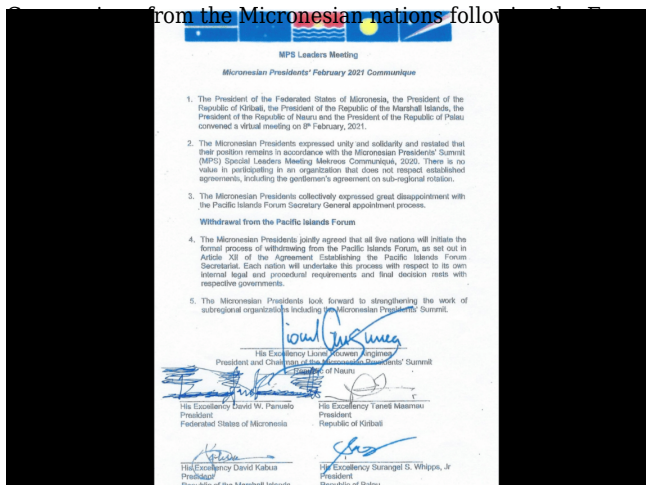 from the Micronesian nations follo
MPS Leaders Meeting
Micronesian Presidents' February 2021 Communique
1. The President of the Federated States of Micronesia, the President of the
Republic of Kiribati, the President of the Republic of the Marshall Islands, the
President of the Republic of Nauru and the President of the Republic of Palau
convened a virtual meeting on 8th February, 2021.
2. The Micronesian Presidents expressed unity and solidarity and restated that
their position remains in accordance with the Micronesian Presidents' Summit
(MPS) Special Leaders Meeting Mekreos Communiqué, 2020. There is no
value in participating in an organization that does not respect established
agreements, including the gentlemen's agreement on sub-regional rotation.
3. The Micronesian Presidents collectively expressed great disappointment with
the Pacific Islands Forum Secretary General appointment process.
Withdrawal from the Pacific Islands Forum
4. The Micronesian Presidents jointly agreed that all five nations will initiate the
formal process of withdrawing from the Pacific Islands Forum, as set out in
Article XII of the Agreement Establishing the Pacific Islands Forum
Secretariat. Each nation will undertake this process with respect to its own
internal legal and procedural requirements and final decision rests with
respective governments.
5. The Micronesian Presidents look forward to strengthening the work of
subregional organizations including the Micronesian Presidents' Summit.
His Excellency Lionel Rouwen Aingimea
President and Chairman of the Micronesian Presidents' Summit
Republic of Nauru
His Excellency David W. Panuelo
President
Federated States of Micronesia
His Excellency Taneti Maamau
President
Republic of Kiribati
His Excellency David Kabua
President
Republic of the Marshall Islands
His Excellency Surangel S. Whipps, Jr
President
Republic of Palau